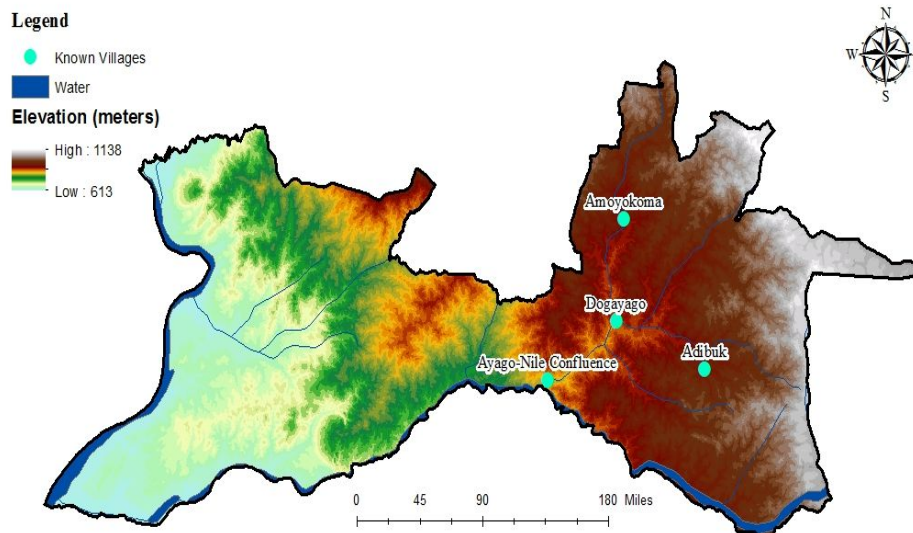 Legend
Known Villages
Water
Elevation (meters)
High : 1138
Low : 613
N
W
E
S
Amoyokoma
Dogayago
Adibuk
Ayago-Nile Confluence
0 45 90 180 Miles